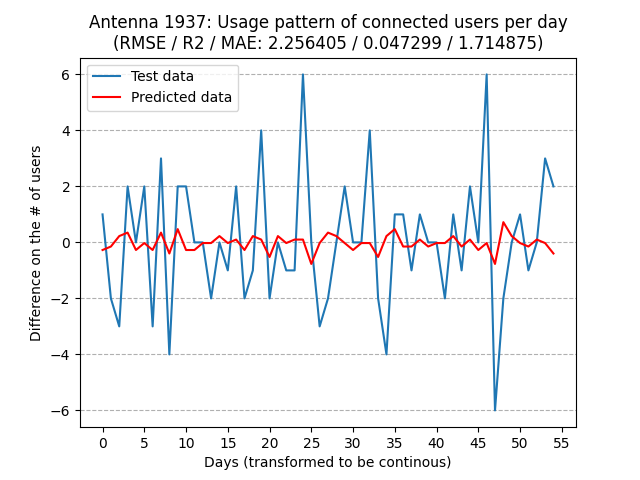 Antenna 1937: Usage pattern of connected users per day
(RMSE / R2 / MAE: 2.256405 / 0.047299 / 1.714875)
Test data
Predicted data
Difference on the # of users
6
4
2
0
−2
−4
−6
0 5 10 15 20 25 30 35 40 45 50 55
Days (transformed to be continous)